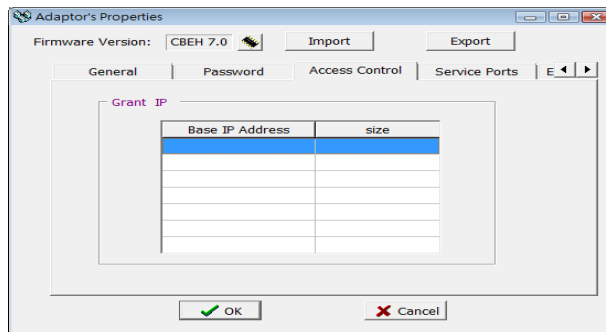 Adaptor's Properties
Firmware Version: CBEH 7.0 Import Export
General Password Access Control Service Ports E
Grant IP
Base IP Address size
OK Cancel